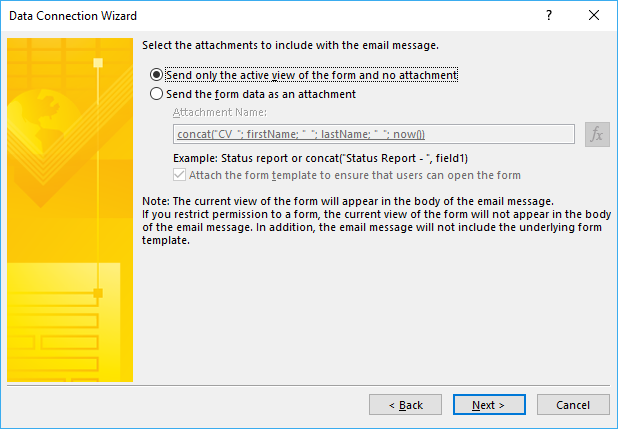 Data Connection Wizard
?
Select the attachments to include with the email message.
Send only the active view of the form and no attachment
Send the form data as an attachment
Attachment Name:
concat("CV "; firstName; " "; lastName; " "; now())
fx
Example: Status report or concat("Status Report - ", field1)
Attach the form template to ensure that users can open the form
Note: The current view of the form will appear in the body of the email message.
If you restrict permission to a form, the current view of the form will not appear in the body
of the email message. In addition, the email message will not include the underlying form
template.
< Back
Next >
Cancel